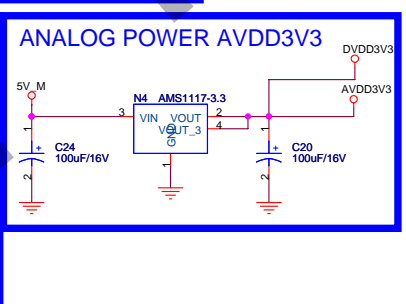 ANALOG POWER AVDD3V3
DVDD3V3
5V_M
AVDD3V3
N4 AMS1117-3.3
3 VIN VOUT 2
VOUT_3 4
GND
1
1 + C24
100uF/16V
2
1 + C20
100uF/16V
2